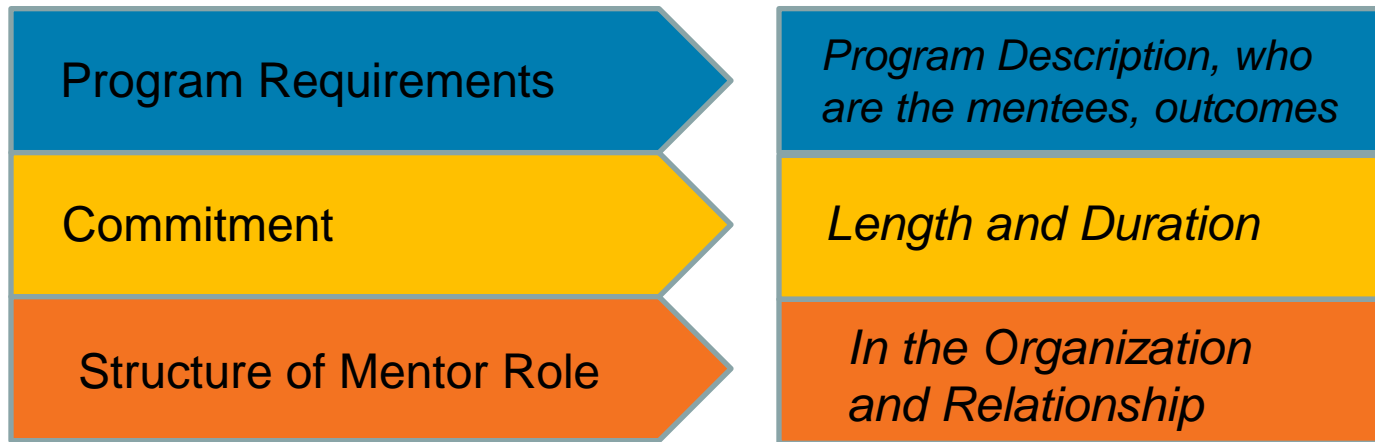 Program Requirements
Program Description, who
are the mentees, outcomes
Commitment
Length and Duration
Structure of Mentor Role
In the Organization
and Relationship